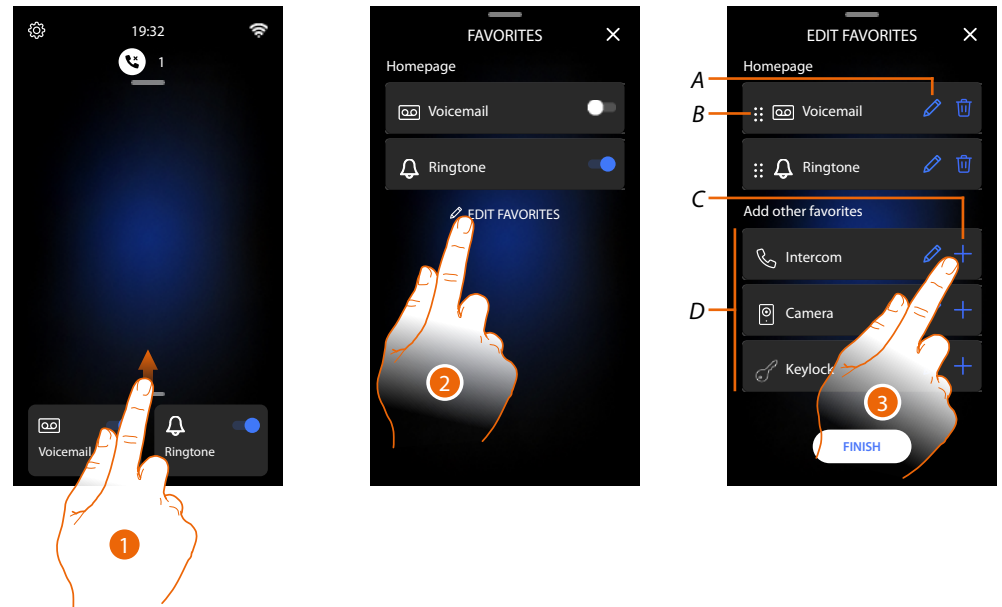 19:32
1
Voicemail
Ringtone
1
FAVORITES
Homepage
Voicemail
Ringtone
EDIT FAVORITES
2
EDIT FAVORITES
Homepage
A
B
Voicemail
Ringtone
C
Add other favorites
Intercom
D
Camera
Keylock
3
FINISH